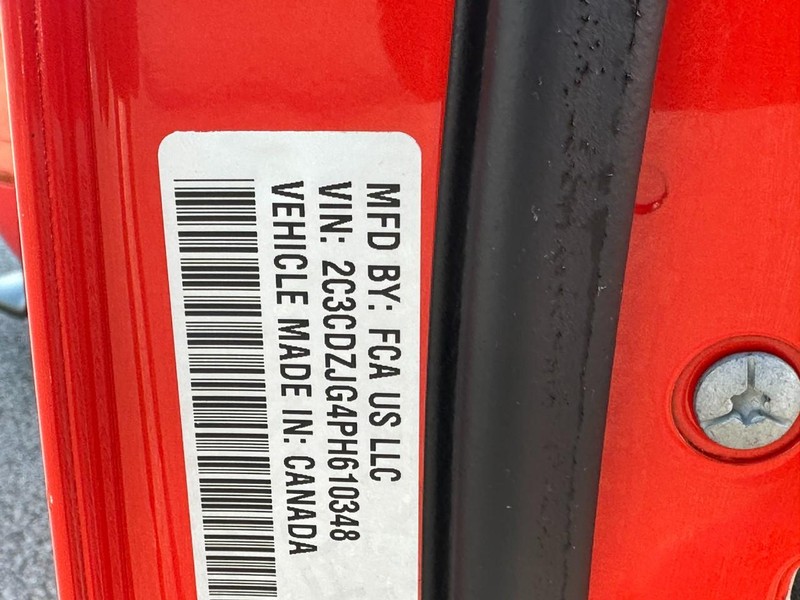 MFD BY: FCA US LLC
VIN: 2C3CDZJG4PH610348
VEHICLE MADE IN: CANADA